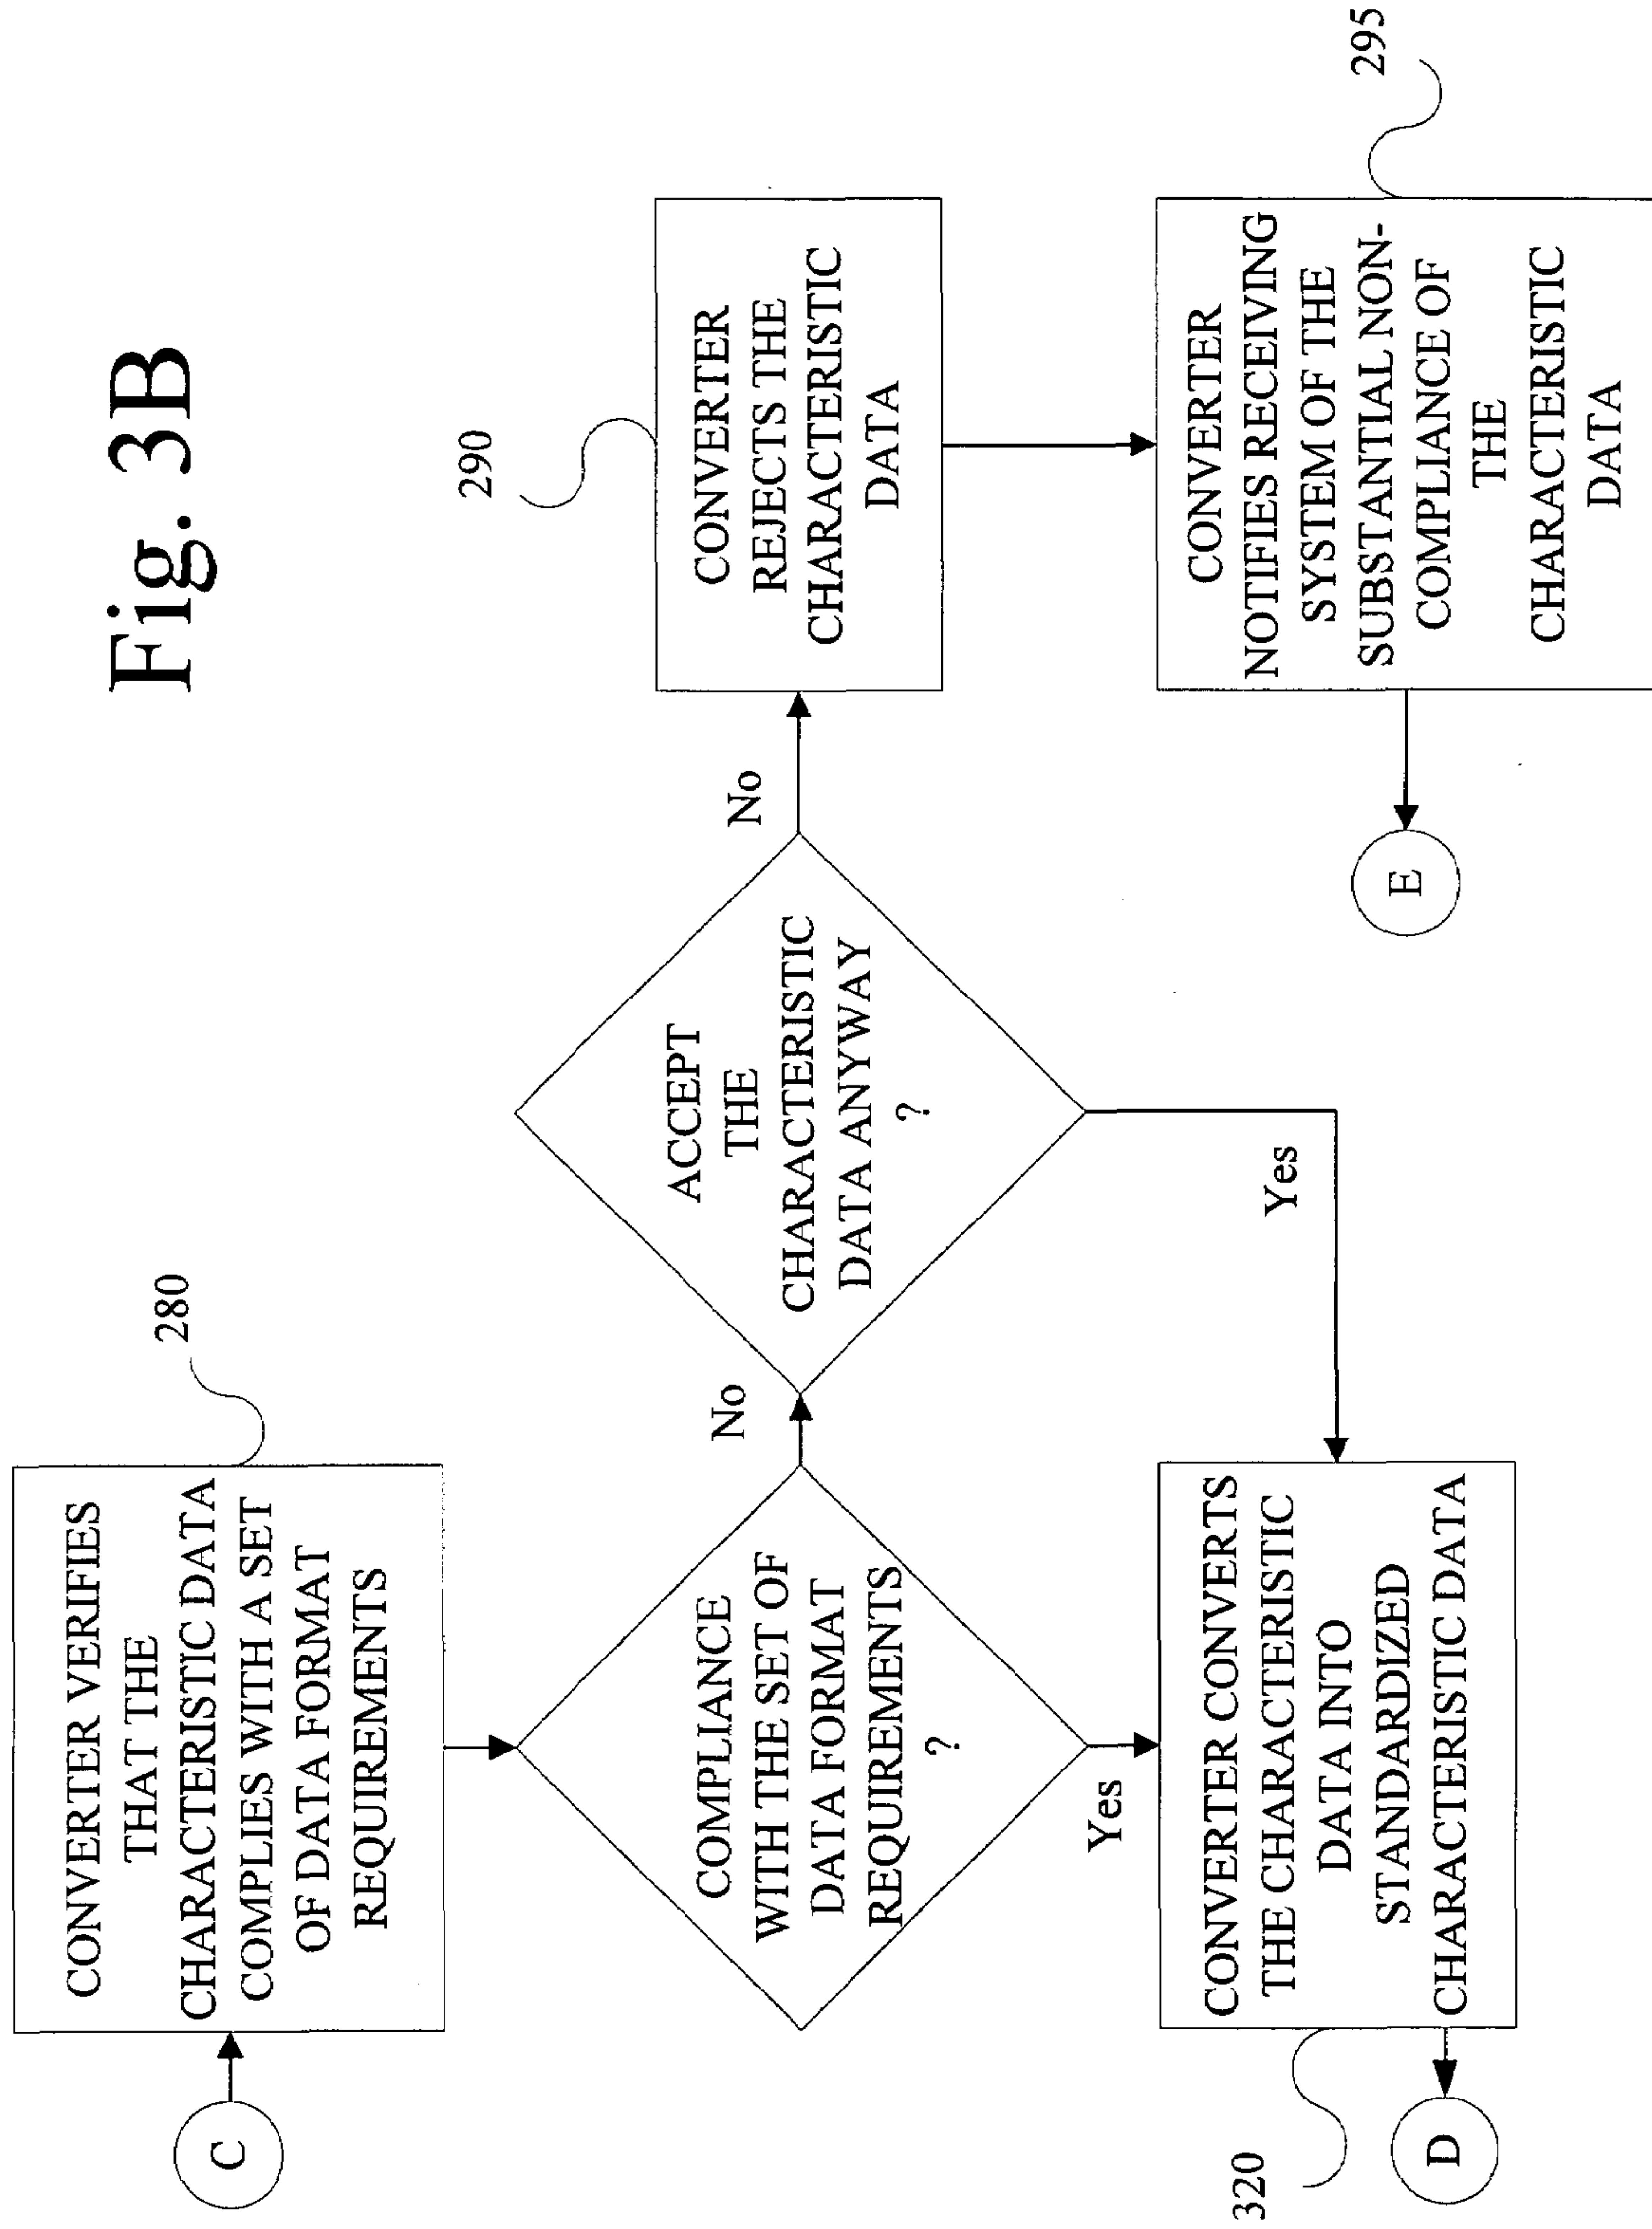 Fig. 3B
C
CONVERTER VERIFIES
THAT THE
CHARACTERISTIC DATA
COMPLIES WITH A SET
OF DATA FORMAT
REQUIREMENTS
280
COMPLIANCE
WITH THE SET OF
DATA FORMAT
REQUIREMENTS
?
No
Yes
ACCEPT
THE
CHARACTERISTIC
DATA ANYWAY
?
No
Yes
290
CONVERTER
REJECTS THE
CHARACTERISTIC
DATA
320
CONVERTER CONVERTS
THE CHARACTERISTIC
DATA INTO
STANDARDIZED
CHARACTERISTIC DATA
D
295
CONVERTER
NOTIFIES RECEIVING
SYSTEM OF THE
SUBSTANTIAL NON-
COMPLIANCE OF
THE
CHARACTERISTIC
DATA
E